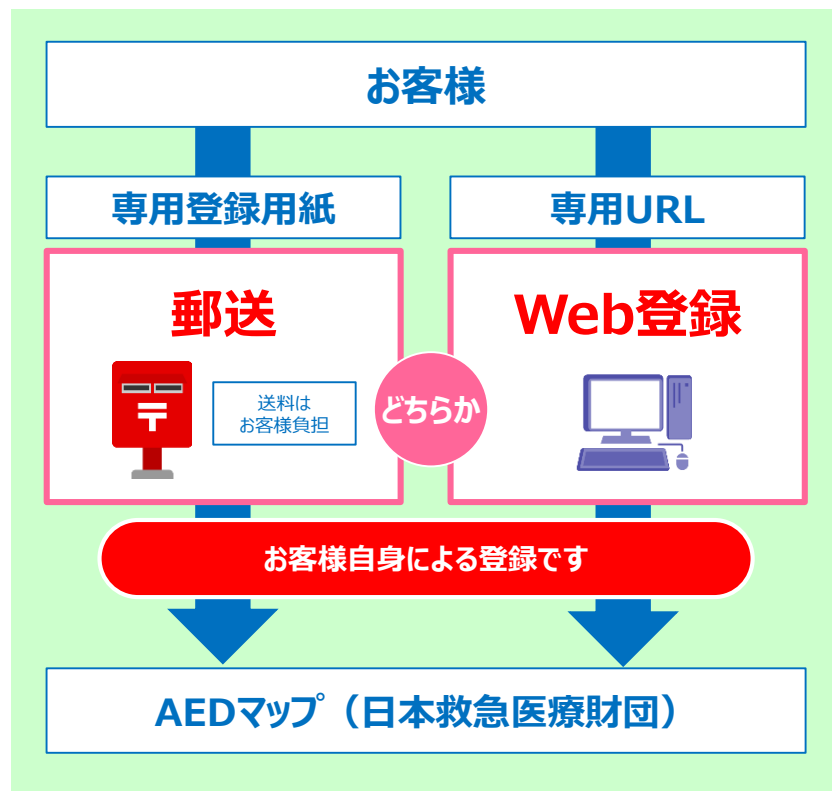 お客様
専用登録用紙
専用URL
郵送
Web登録
送料は
お客様負担
どちらか
お客様自身による登録です
AEDマップ（日本救急医療財団）